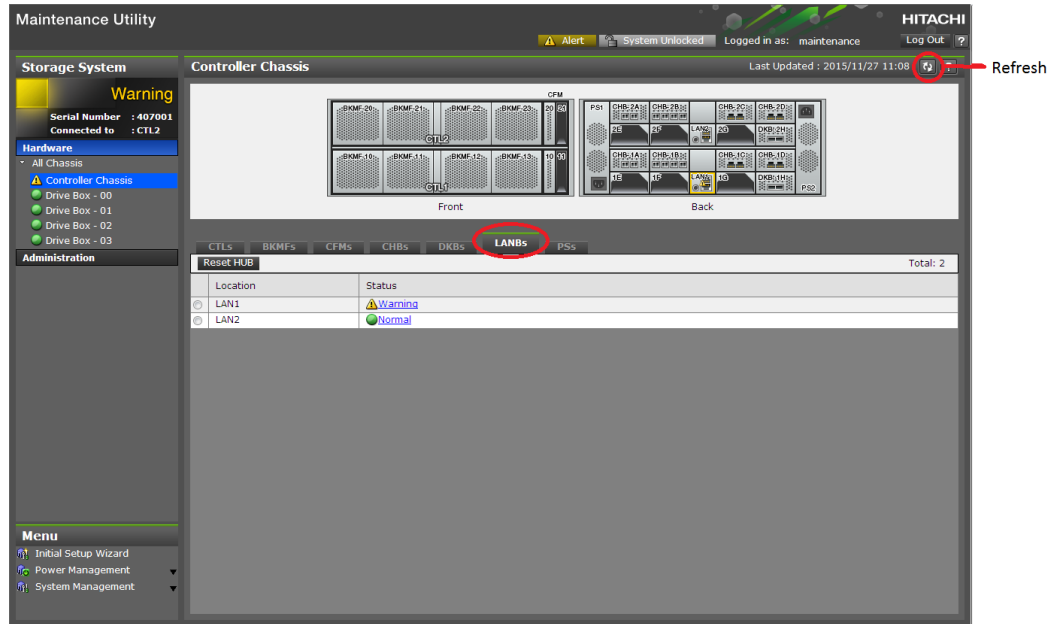 Maintenance Utility
HITACHI
Alert
System Unlocked
Logged in as: maintenance
Log Out ?
Storage System
Warning
Serial Number : 407001
Connected to : CTL2
Hardware
All Chassis
Controller Chassis
Drive Box - 00
Drive Box - 01
Drive Box - 02
Drive Box - 03
Administration
Controller Chassis
Last Updated : 2015/11/27 11:08
Refresh
CFM
BKMF-20 BKMF-21 BKMF-22 BKMF-23 20 21
CTL2
BKMF-10 BKMF-11 BKMF-12 BKMF-13 10 11
CTL1
Front
PS1 CHB-2A CHB-2B CHB-2C CHB-2D
2E 2F LAN2 2G DKB-2H
CHB-1A CHB-1B CHB-1C CHB-1D
1E 1F LAN1 1G DKB-1H PS2
Back
CTLs BKMFs CFMs CHBs DKBs LANBs PSs
Reset HUB
Total: 2
Location Status
LAN1 Warning
LAN2 Normal
Menu
Initial Setup Wizard
Power Management
System Management